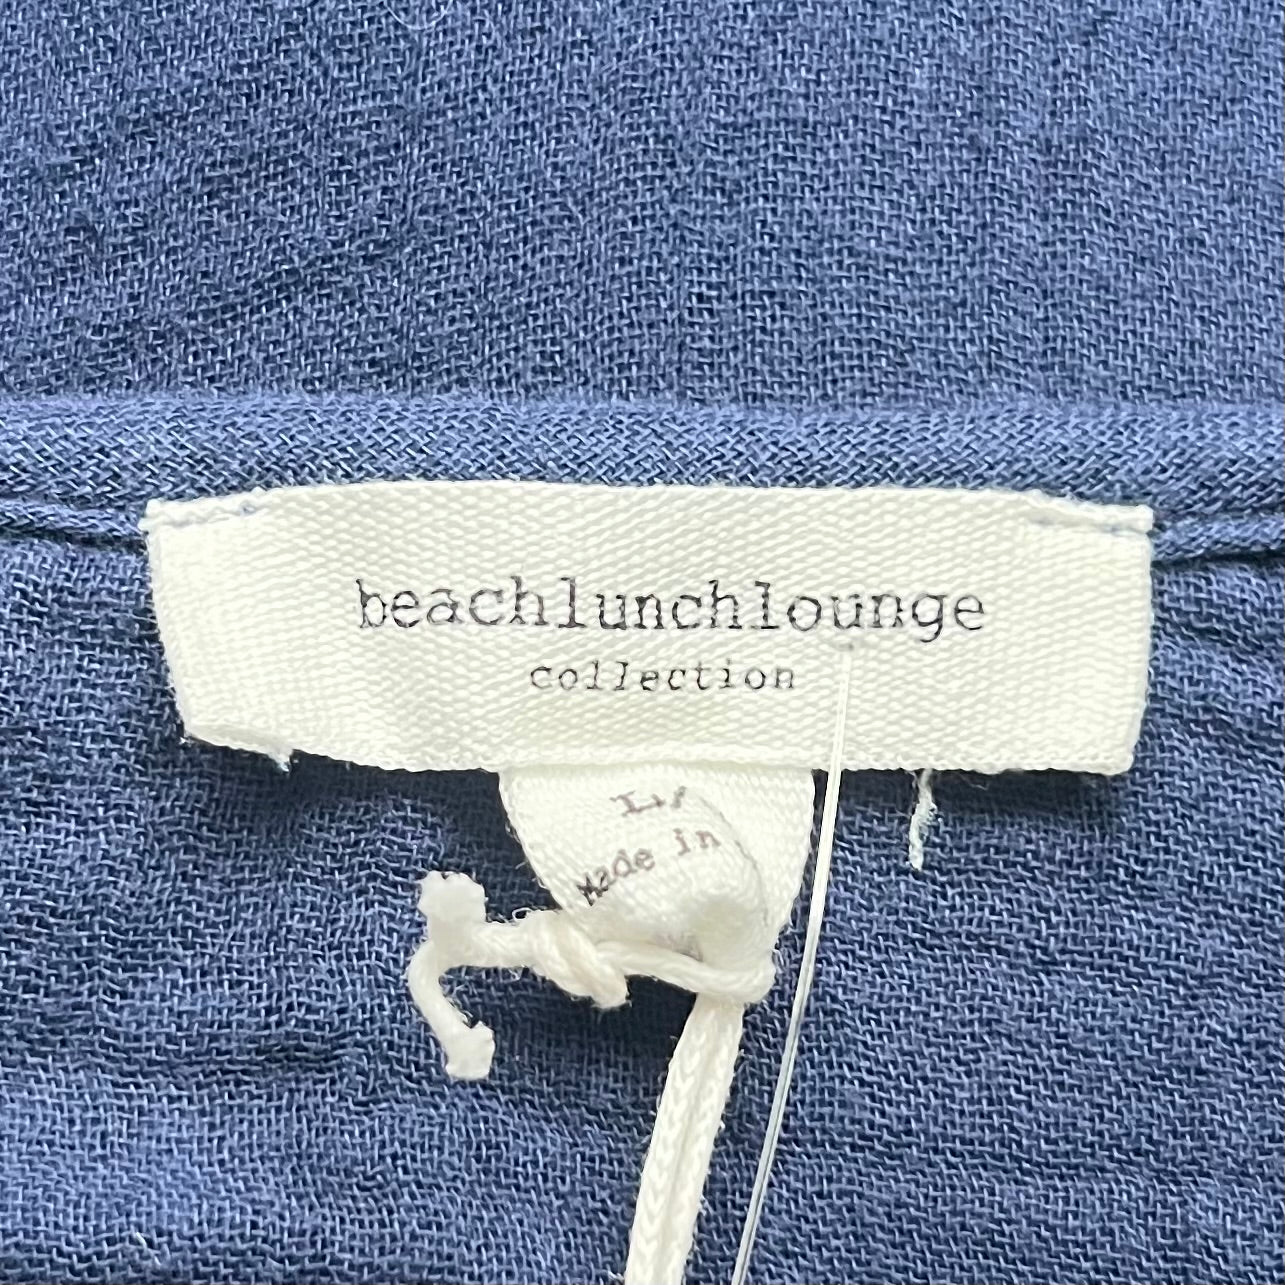 beachlunchlounge
collection
L/
Made in